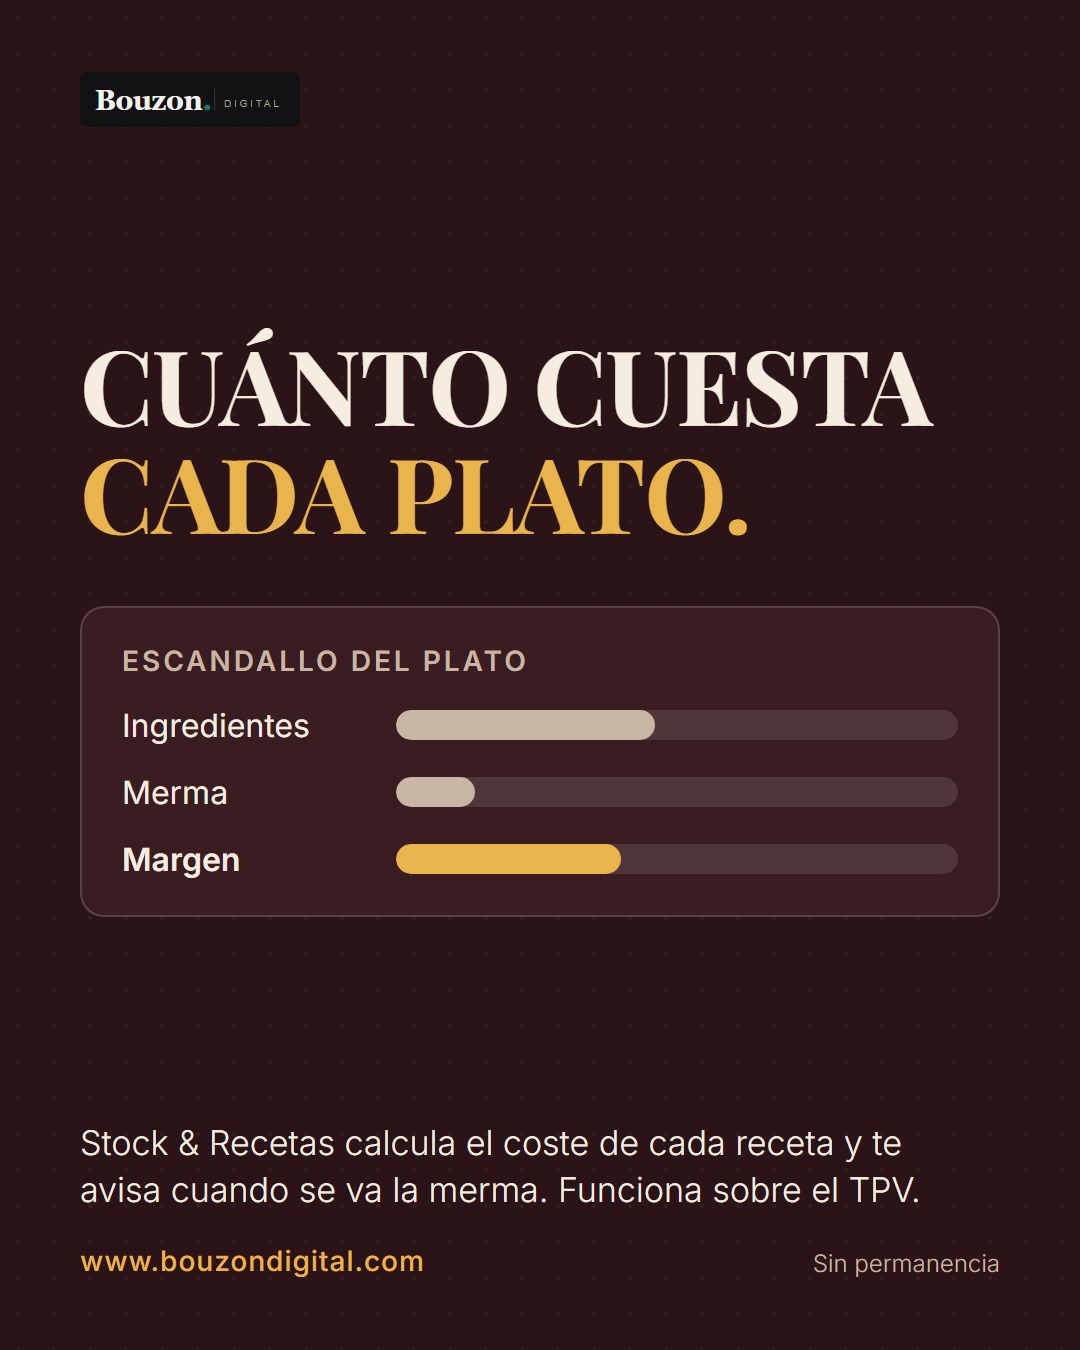 Bouzon. DIGITAL
CUÁNTO CUESTA
CADA PLATO.
ESCANDALLO DEL PLATO
Ingredientes
Merma
Margen
Stock & Recetas calcula el coste de cada receta y te
avisa cuando se va la merma. Funciona sobre el TPV.
www.bouzondigital.com
Sin permanencia